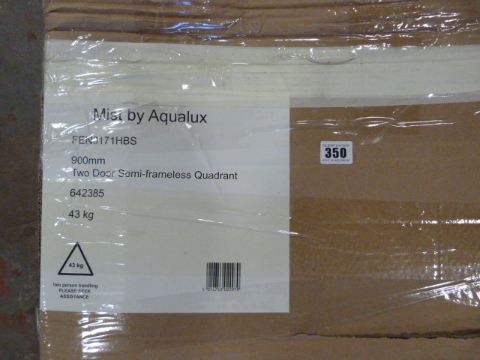 Mist by Aqualux
FEN1171HBS
900mm
Two Door Semi-frameless Quadrant
642385
43 kg
43 kg
Two person handling
PLEASE SEEK
ASSISTANCE
350